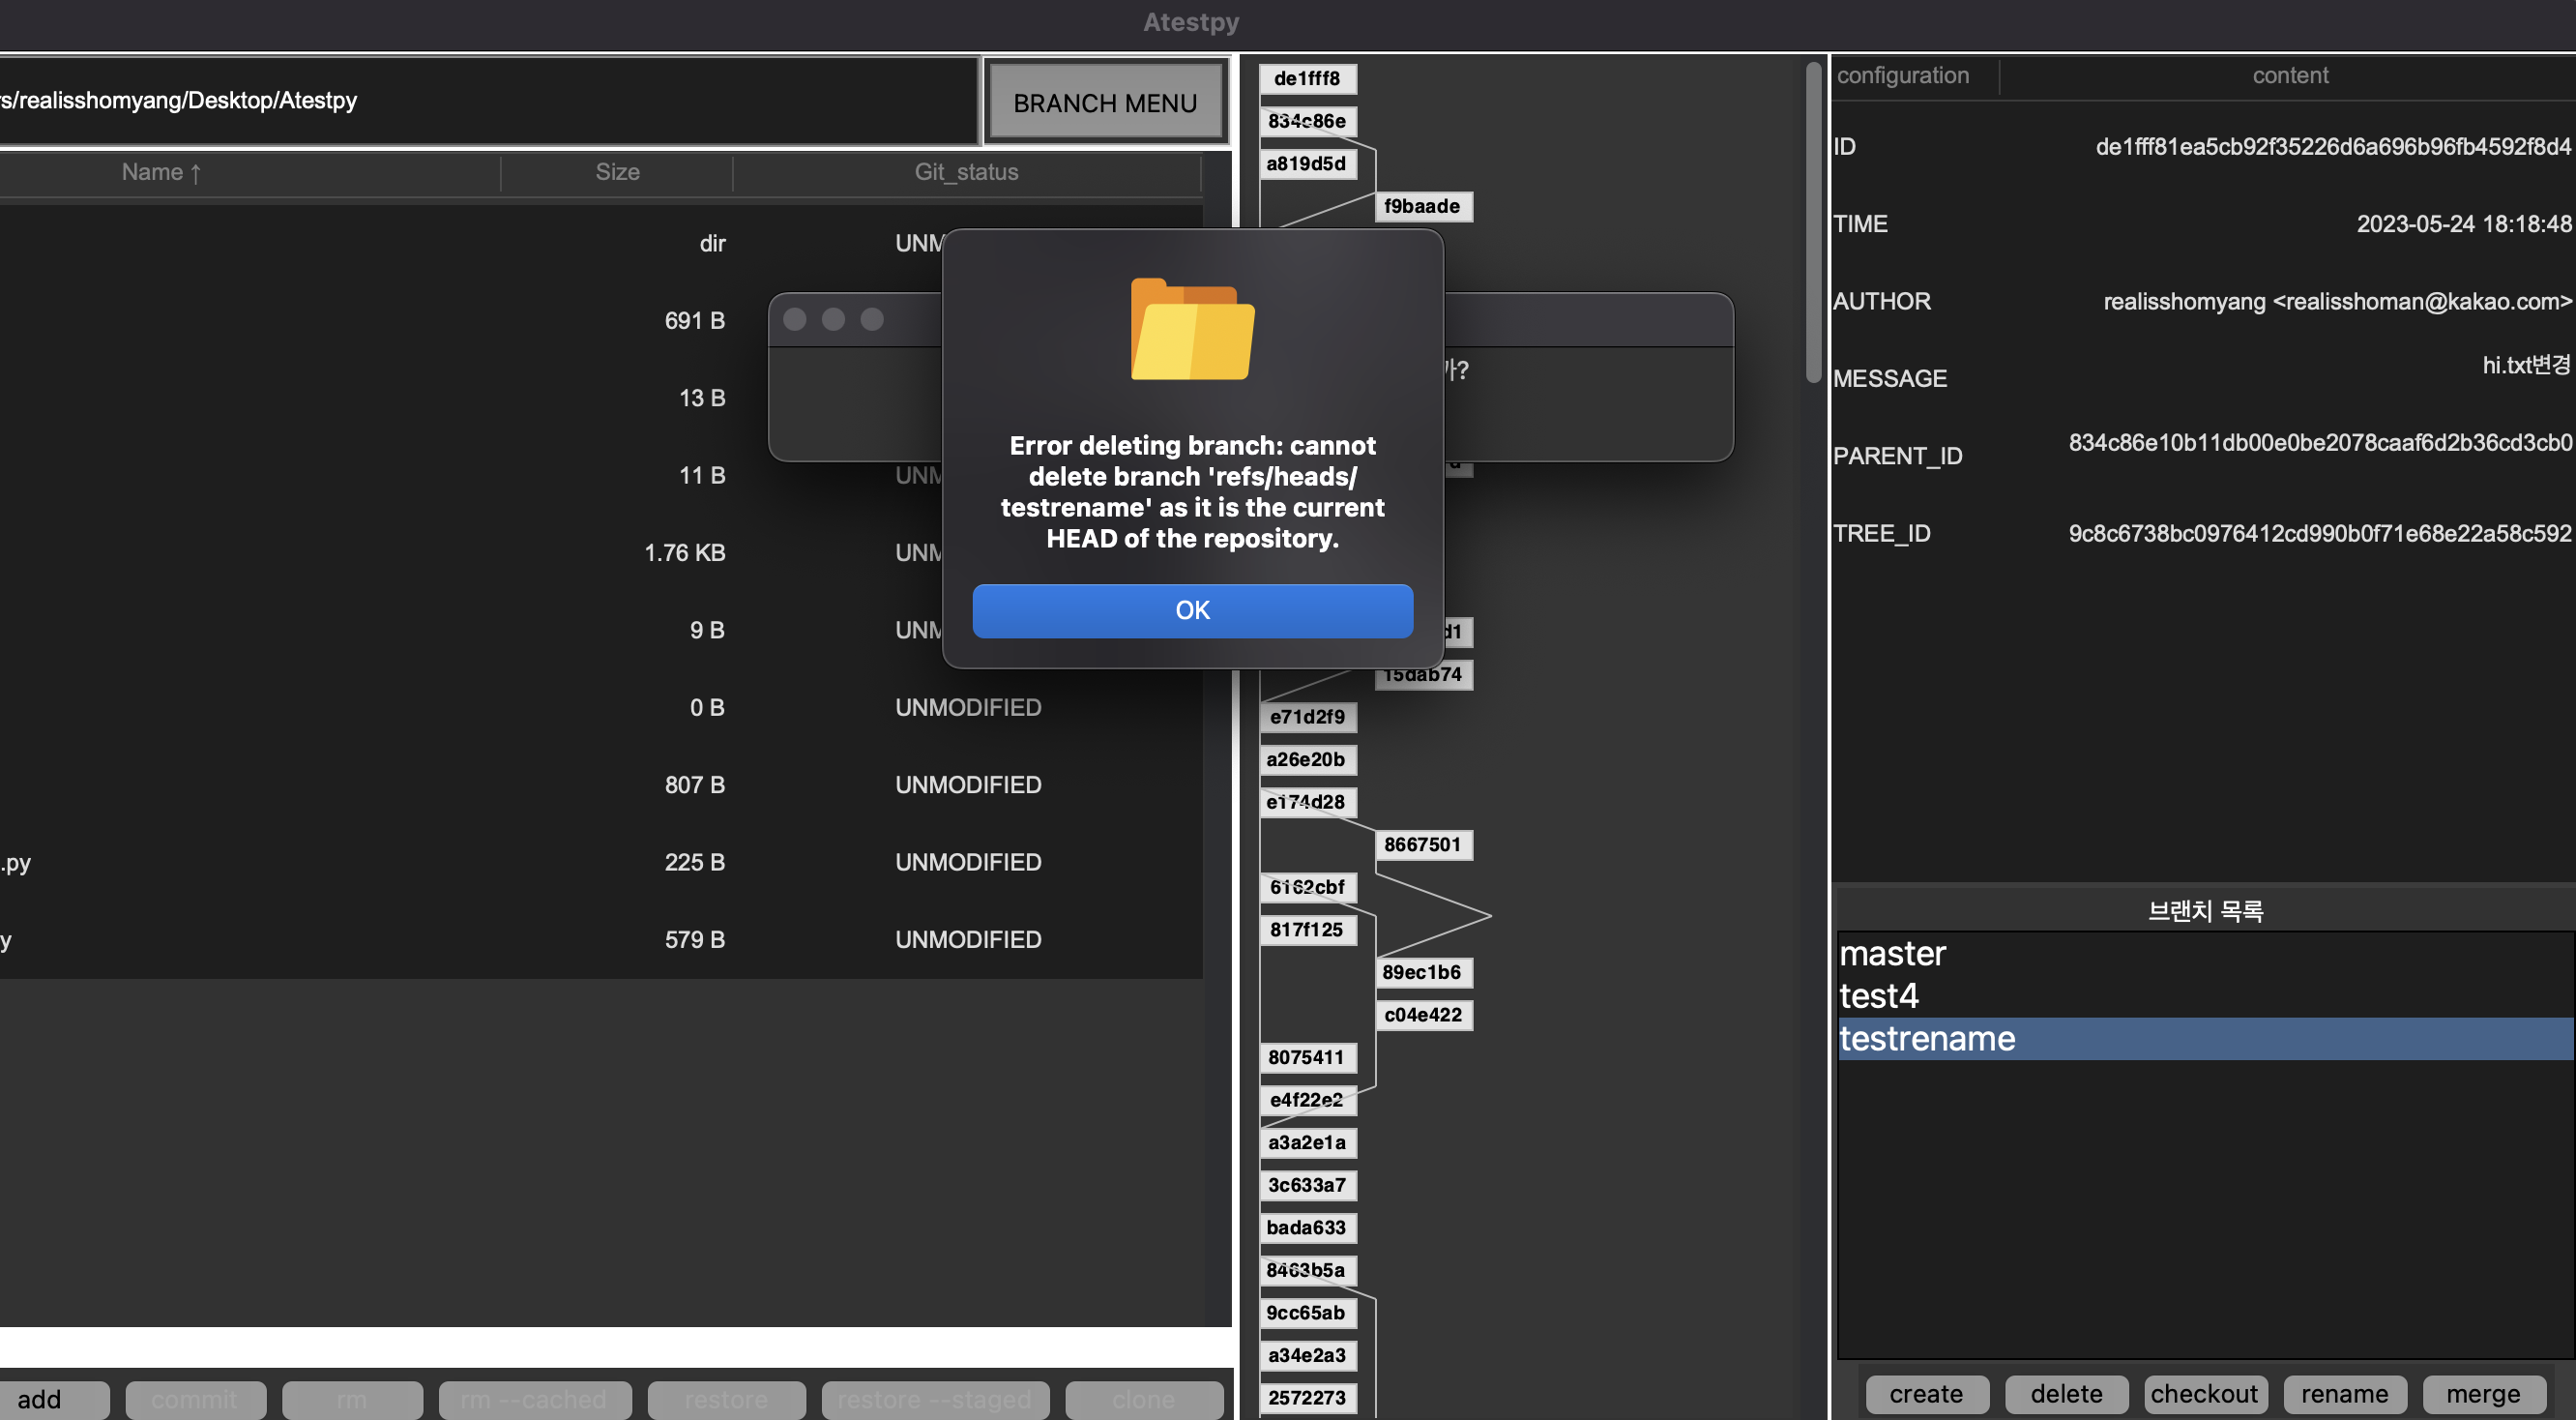 Atestpy
s/realisshomyang/Desktop/Atestpy
BRANCH MENU
Name ↑ Size Git_status
dir UNM
691 B
13 B
11 B UNM
1.76 KB UNM
9 B UNM
0 B UNMODIFIED
807 B UNMODIFIED
.py 225 B UNMODIFIED
y 579 B UNMODIFIED
add commit rm rm --cached restore restore --staged clone
de1fff8
834c86e
a819d5d
f9baade
?
Error deleting branch: cannot
delete branch 'refs/heads/
testrename' as it is the current
HEAD of the repository.
OK
d1
15dab74
e71d2f9
a26e20b
e174d28
8667501
6162cbf
817f125
89ec1b6
c04e422
8075411
e4f22e2
a3a2e1a
3c633a7
bada633
8463b5a
9cc65ab
a34e2a3
2572273
configuration content
ID de1fff81ea5cb92f35226d6a696b96fb4592f8d4
TIME 2023-05-24 18:18:48
AUTHOR realisshomyang <realisshoman@kakao.com>
MESSAGE hi.txt변경
PARENT_ID 834c86e10b11db00e0be2078caaf6d2b36cd3cb0
TREE_ID 9c8c6738bc0976412cd990b0f71e68e22a58c592
브랜치 목록
master
test4
testrename
create delete checkout rename merge